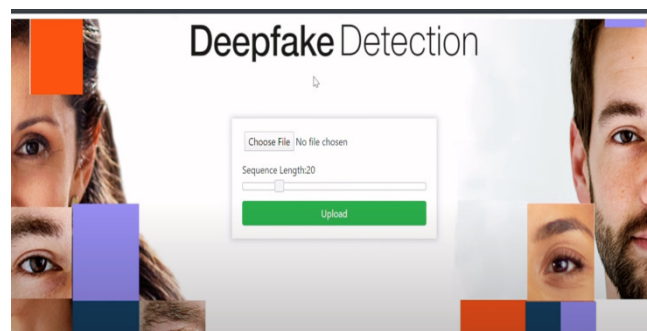 Deepfake Detection
Choose File No file chosen
Sequence Length:20
Upload